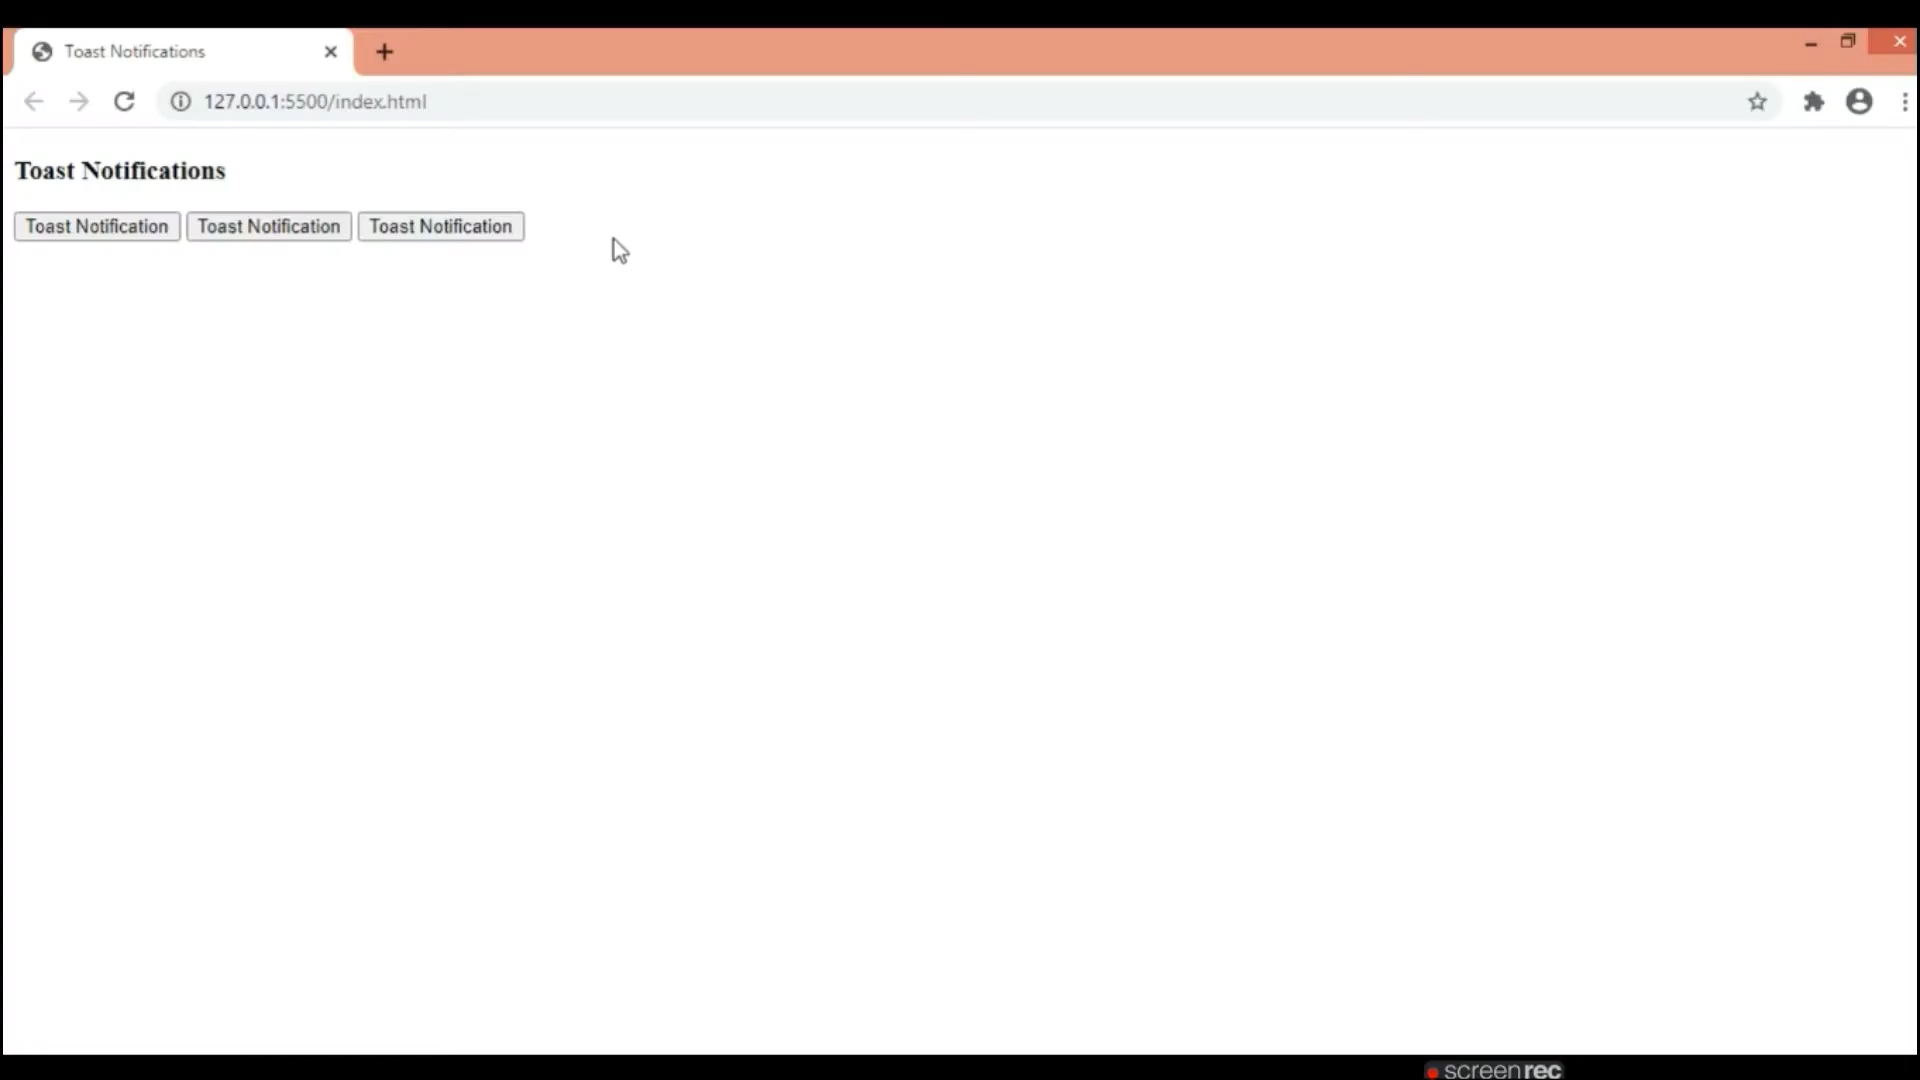 Toast Notifications
127.0.0.1:5500/index.html
Toast Notifications
Toast Notification Toast Notification Toast Notification
screenrec